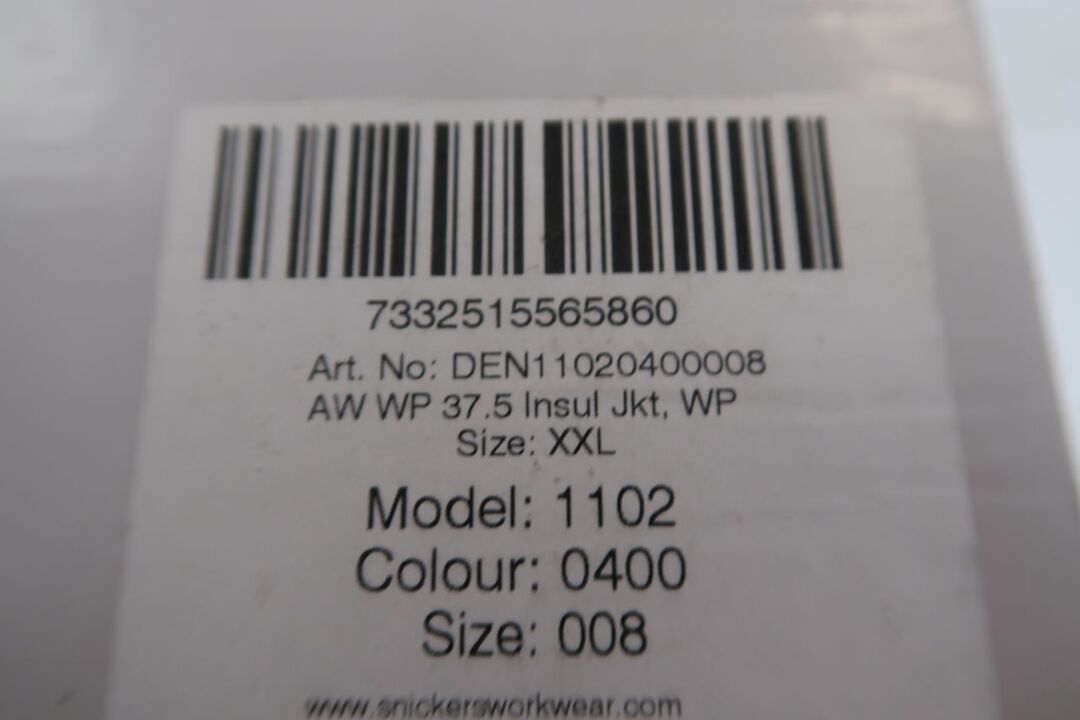 7332515565860
Art. No: DEN11020400008
AW WP 37.5 Insul Jkt, WP
Size: XXL
Model: 1102
Colour: 0400
Size: 008
www.snickersworkwear.com